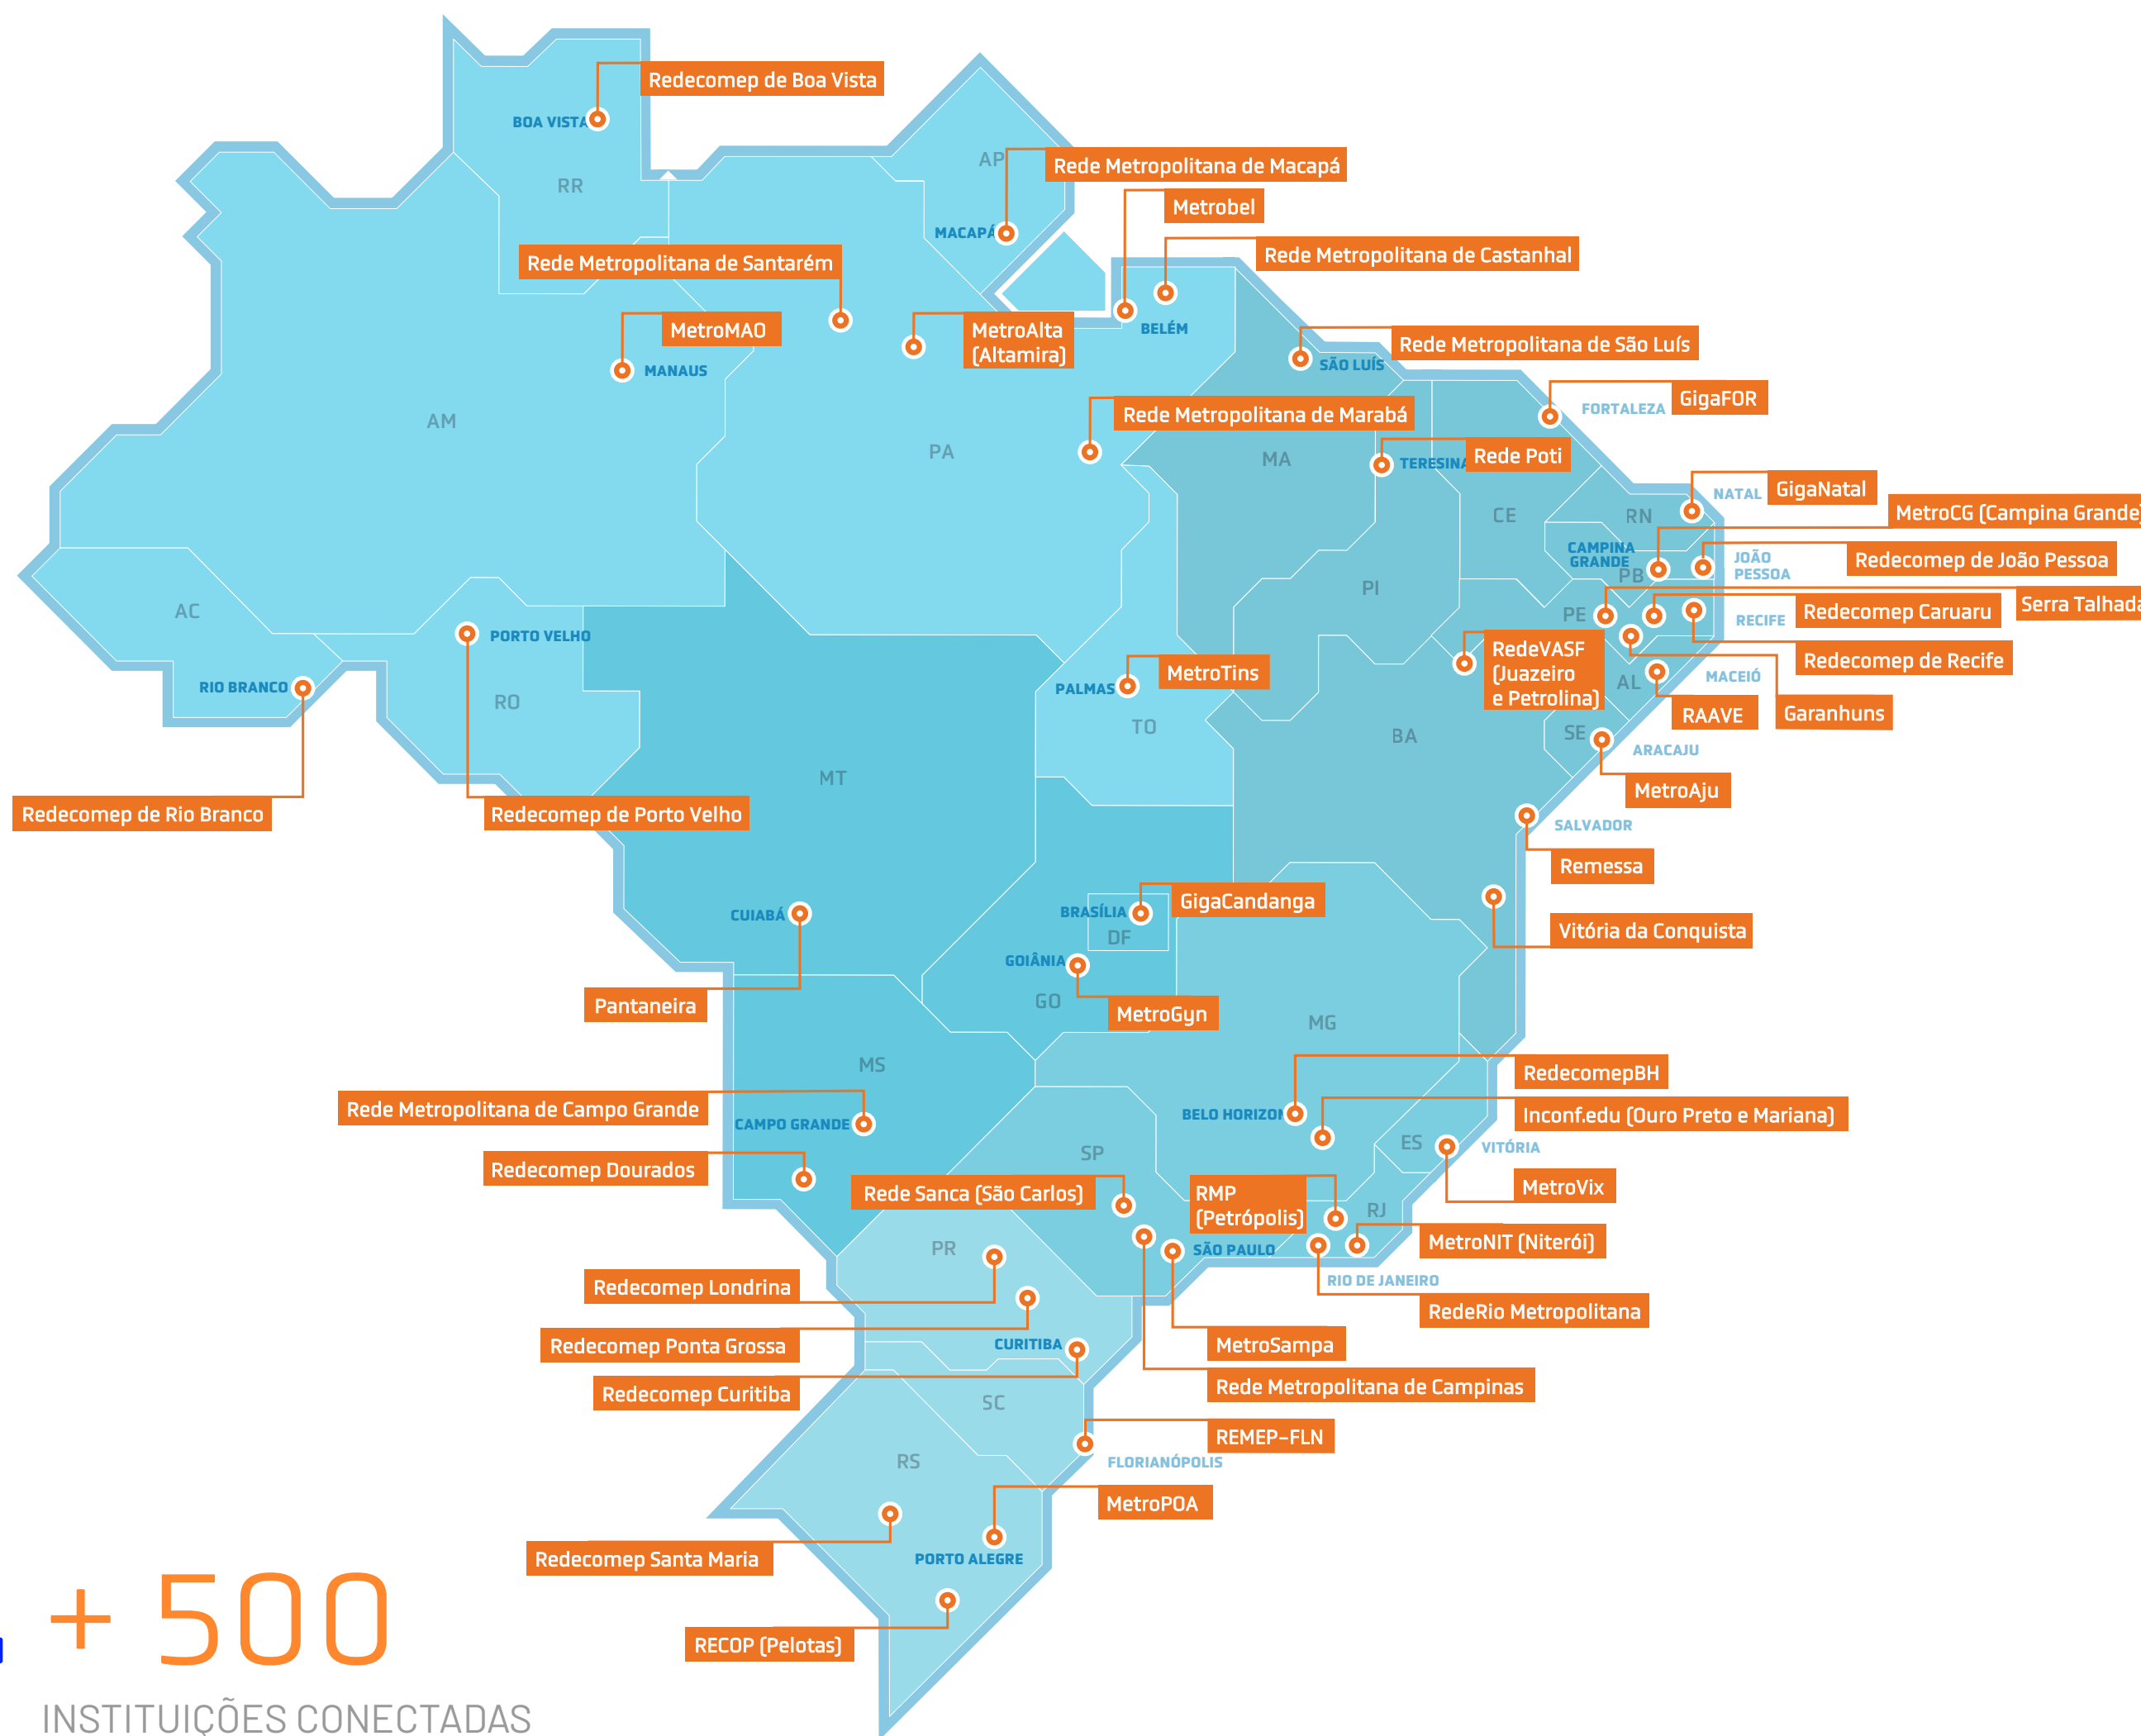 Redecomep de Boa Vista
BOA VISTA
RR
AP
Rede Metropolitana de Macapá
MACAPÁ
Metrobel
Rede Metropolitana de Castanhal
Rede Metropolitana de Santarém
MetroMAO
MANAUS
MetroAlta
(Altamira)
BELÉM
Rede Metropolitana de São Luís
SÃO LUÍS
GigaFOR
FORTALEZA
AM
PA
Rede Metropolitana de Marabá
MA
TERESINA
Rede Poti
CE
NATAL
GigaNatal
RN
MetroCG (Campina Grande)
CAMPINA
GRANDE
PB
JOÃO
PESSOA
Redecomep de João Pessoa
PI
PE
Serra Talhada
Redecomep Caruaru
RECIFE
Redecomep de Recife
AC
PORTO VELHO
RIO BRANCO
RO
PALMAS
MetroTins
TO
RedeVASF
(Juazeiro
e Petrolina)
AL
MACEIÓ
RAAVE
Garanhuns
BA
SE
ARACAJU
MetroAju
MT
Redecomep de Rio Branco
Redecomep de Porto Velho
SALVADOR
Remessa
Vitória da Conquista
CUIABÁ
BRASÍLIA
GigaCandanga
DF
GOIÂNIA
GO
MetroGyn
Pantaneira
MG
MS
RedecomepBH
Rede Metropolitana de Campo Grande
CAMPO GRANDE
BELO HORIZON
Inconf.edu (Ouro Preto e Mariana)
ES
VITÓRIA
MetroVix
SP
Redecomep Dourados
Rede Sanca (São Carlos)
RMP
(Petrópolis)
RJ
MetroNIT (Niterói)
PR
SÃO PAULO
RIO DE JANEIRO
RedeRio Metropolitana
Redecomep Londrina
Redecomep Ponta Grossa
CURITIBA
MetroSampa
Redecomep Curitiba
Rede Metropolitana de Campinas
SC
REMEP-FLN
FLORIANÓPOLIS
RS
MetroPOA
Redecomep Santa Maria
PORTO ALEGRE
RECOP (Pelotas)
+ 500
INSTITUIÇÕES CONECTADAS